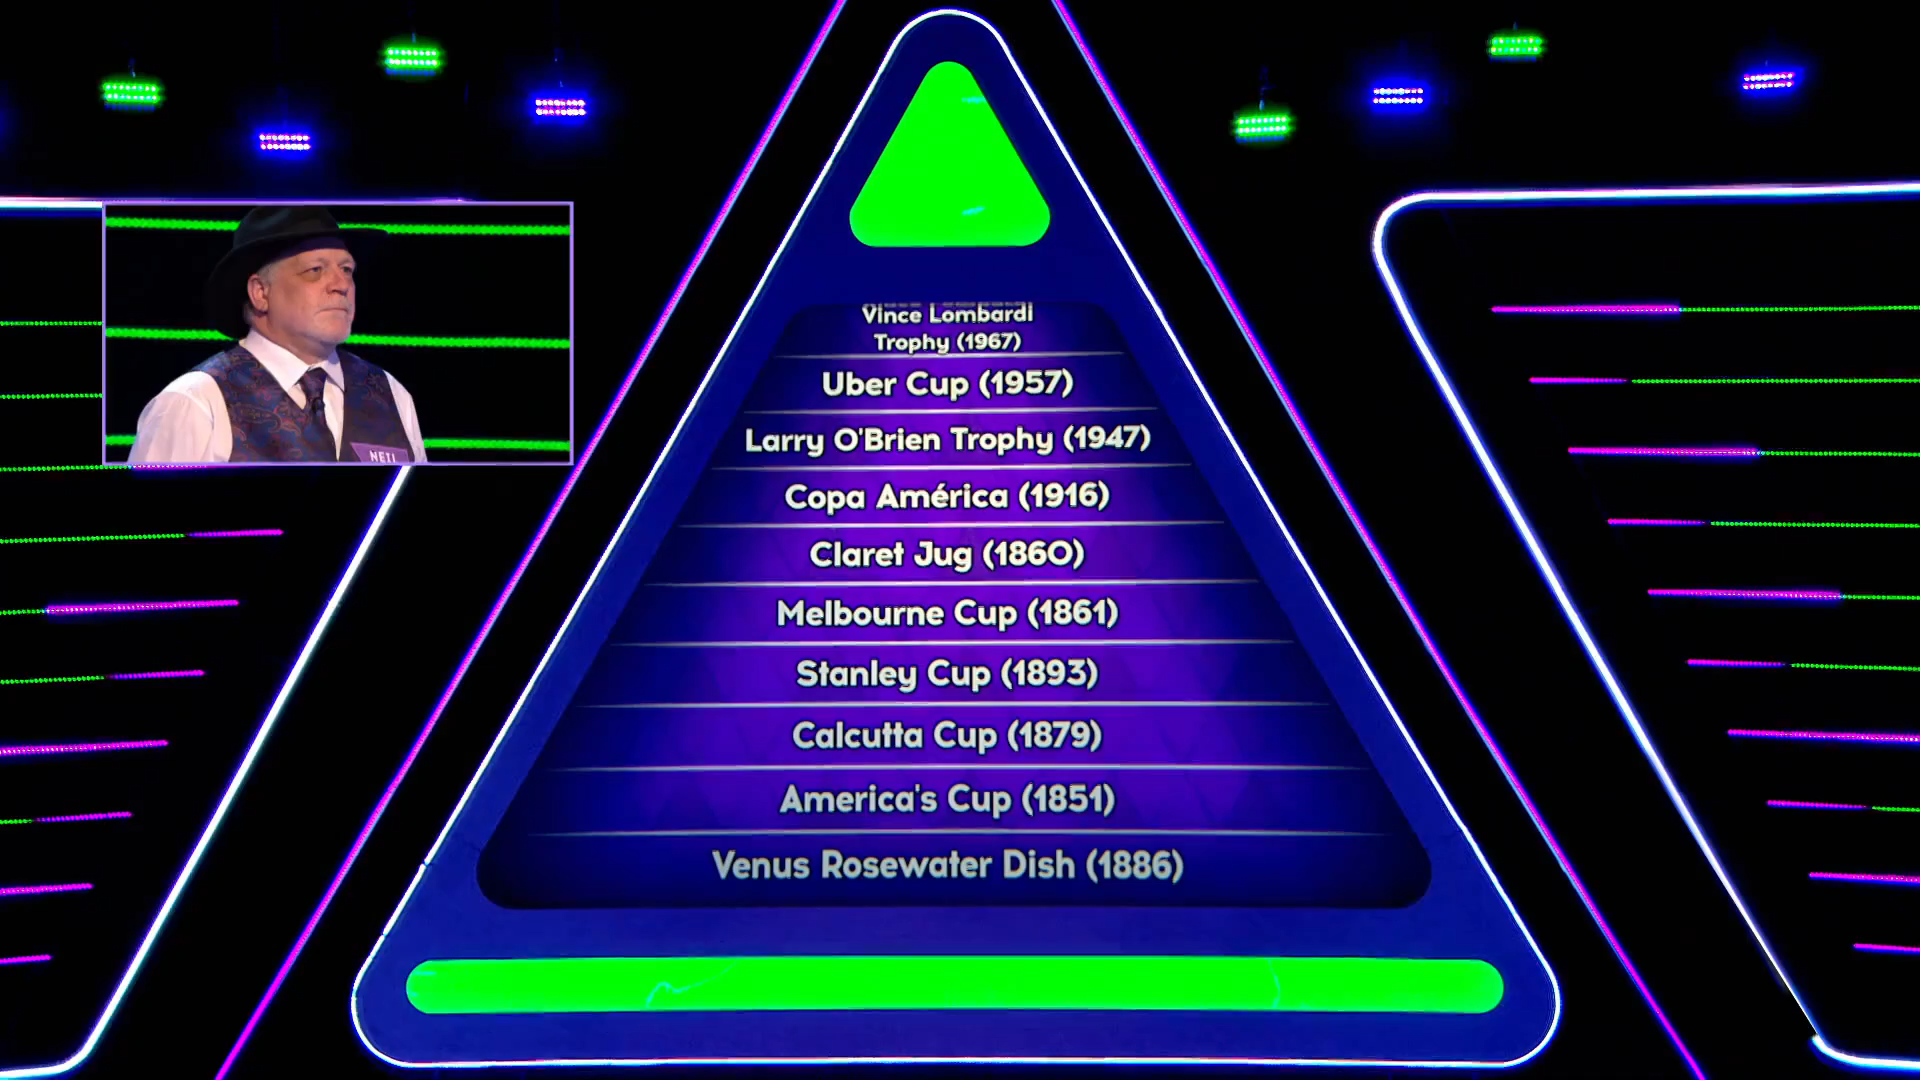 NEIL
Vince Lombardi
Trophy (1967)
Uber Cup (1957)
Larry O'Brien Trophy (1947)
Copa América (1916)
Claret Jug (1860)
Melbourne Cup (1861)
Stanley Cup (1893)
Calcutta Cup (1879)
America's Cup (1851)
Venus Rosewater Dish (1886)